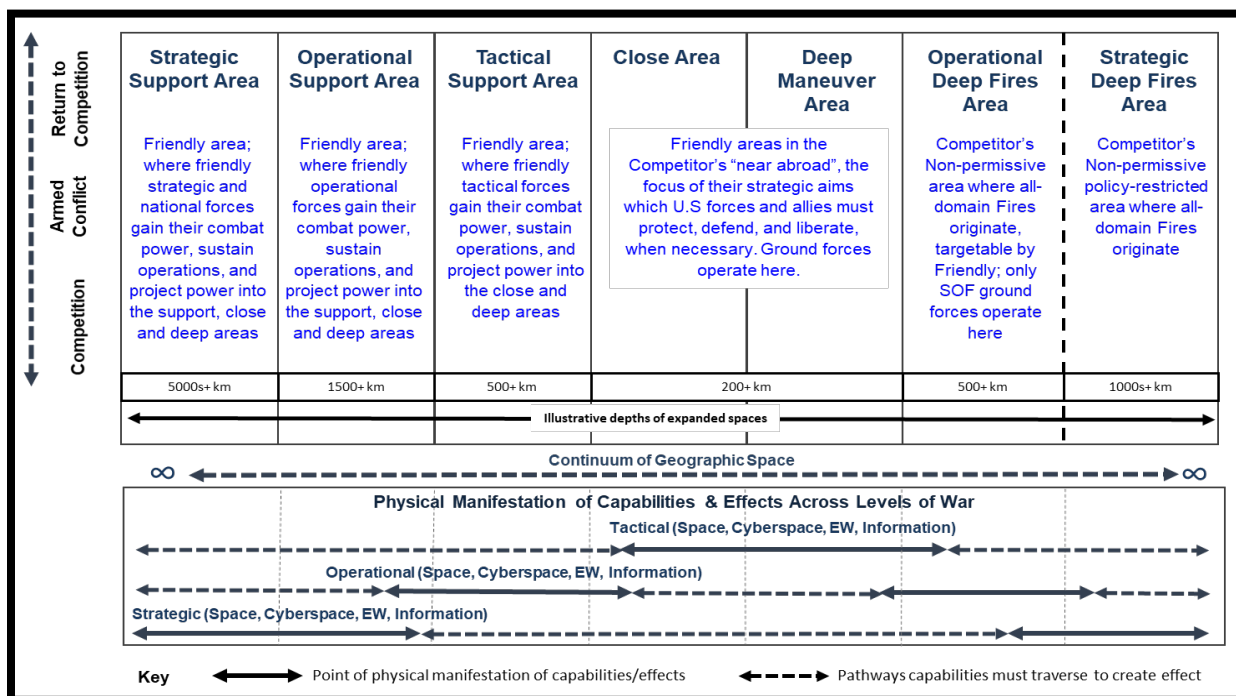 Return to
Competition
Armed
Conflict
Competition
Strategic
Support Area
Friendly area;
where friendly
strategic and
national forces
gain their combat
power, sustain
operations, and
project power into
the support, close
and deep areas
Operational
Support Area
Friendly area;
where friendly
operational
forces gain their
combat power,
sustain
operations, and
project power into
the support, close
and deep areas
Tactical
Support Area
Friendly area;
where friendly
tactical forces
gain their combat
power, sustain
operations, and
project power into
the close and
deep areas
Close Area
Deep
Maneuver
Area
Friendly areas in the
Competitor's “near abroad”, the
focus of their strategic aims
which U.S forces and allies must
protect, defend, and liberate,
when necessary. Ground forces
operate here.
Operational
Deep Fires
Area
Competitor's
Non-permissive
area where all-
domain Fires
originate,
targetable by
Friendly; only
SOF ground
forces operate
here
Strategic
Deep Fires
Area
Competitor's
Non-permissive
policy-restricted
area where all-
domain Fires
originate
5000s+ km
1500+ km
500+ km
200+ km
500+ km
1000s+ km
Illustrative depths of expanded spaces
∞ Continuum of Geographic Space ∞
Physical Manifestation of Capabilities & Effects Across Levels of War
Tactical (Space, Cyberspace, EW, Information)
Operational (Space, Cyberspace, EW, Information)
Strategic (Space, Cyberspace, EW, Information)
Key
Point of physical manifestation of capabilities/effects
Pathways capabilities must traverse to create effect